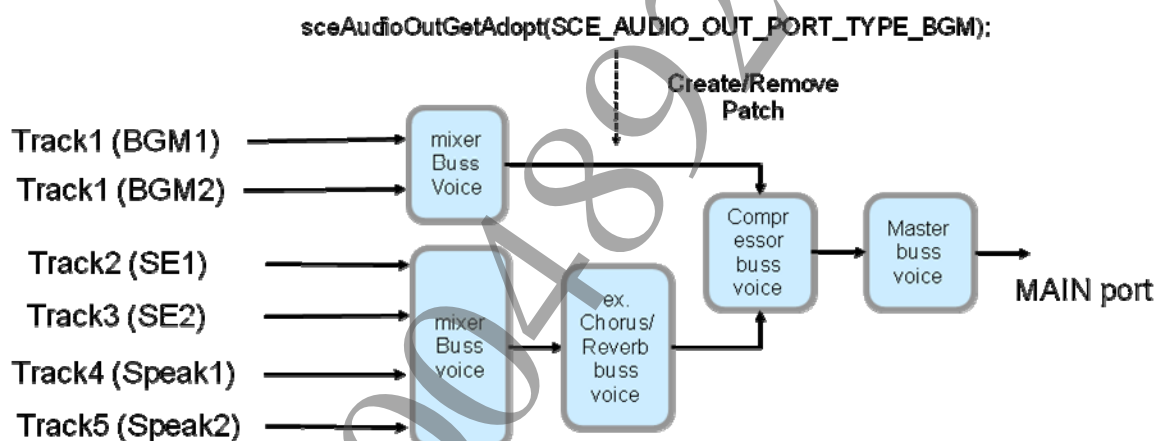 sceAudioOutGetAdopt(SCE_AUDIO_OUT_PORT_TYPE_BGM);
Create/Remove
Patch
Track1 (BGM1)
Track1 (BGM2)
mixer
Buss
Voice
Track2 (SE1)
Track3 (SE2)
Track4 (Speak1)
Track5 (Speak2)
mixer
Buss
voice
ex.
Chorus/
Reverb
buss
voice
Compr
essor
buss
voice
Master
buss
voice
MAIN port